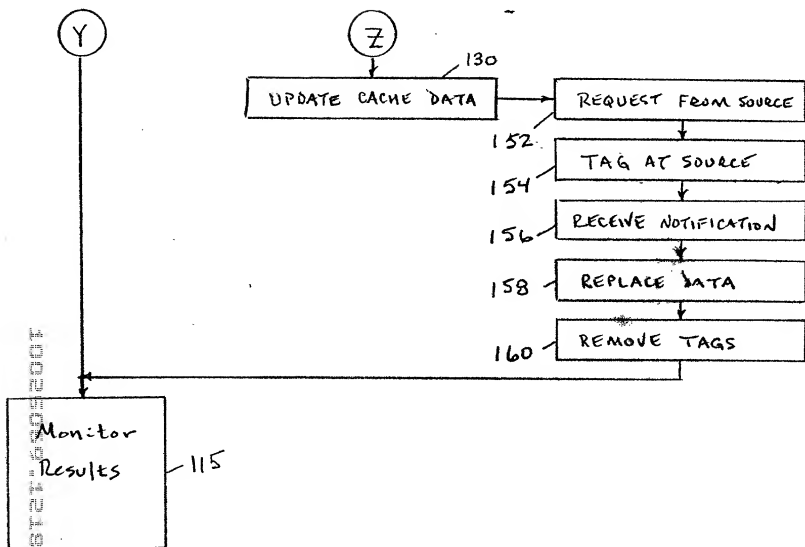 Y
Z
130
UPDATE CACHE DATA
REQUEST FROM SOURCE
152
TAG AT SOURCE
154
RECEIVE NOTIFICATION
156
REPLACE DATA
158
REMOVE TAGS
160
Monitor
Results
115